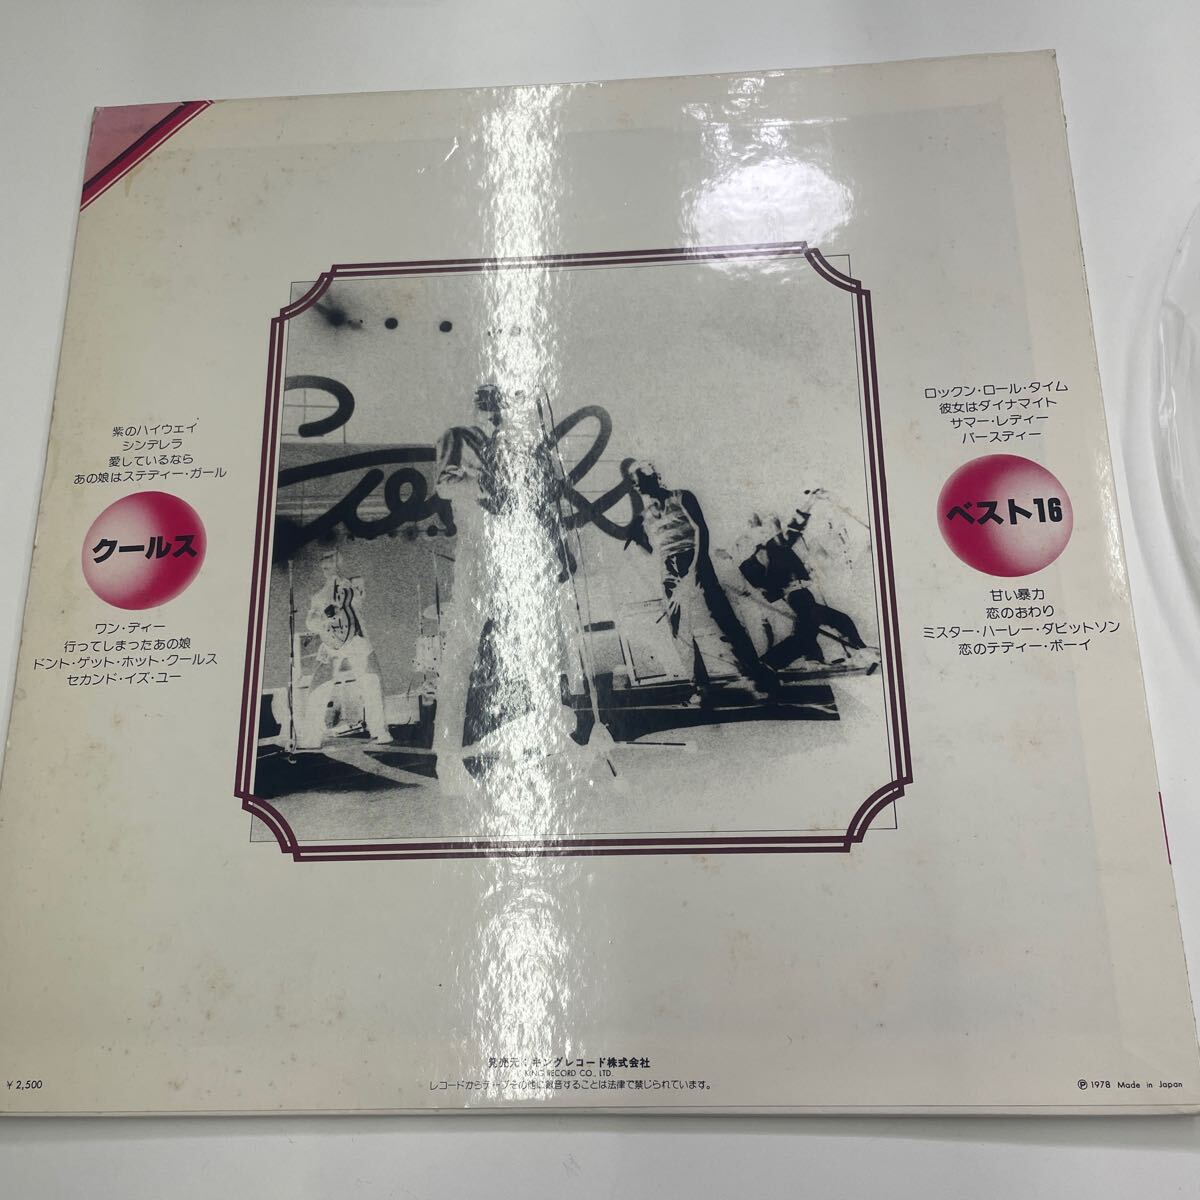 紫のハイウェイ
シンデレラ
愛しているなら
あの娘はステディー・ガール
クールス
ワン・ディー
行ってしまったあの娘
ドント・ゲット・ホット・クールス
セカンド・イズ・ユー
ロックン・ロール・タイム
彼女はダイナマイト
サマー・レディー
バースディー
ベスト16
甘い暴力
恋のおわり
ミスター・ハーレー・ダビットソン
恋のテディー・ボーイ
Cools
発売元：キングレコード株式会社
KING RECORD CO., LTD.
レコードからテープその他に録音することは法律で禁じられています。
¥2,500
Ⓟ1978 Made in Japan